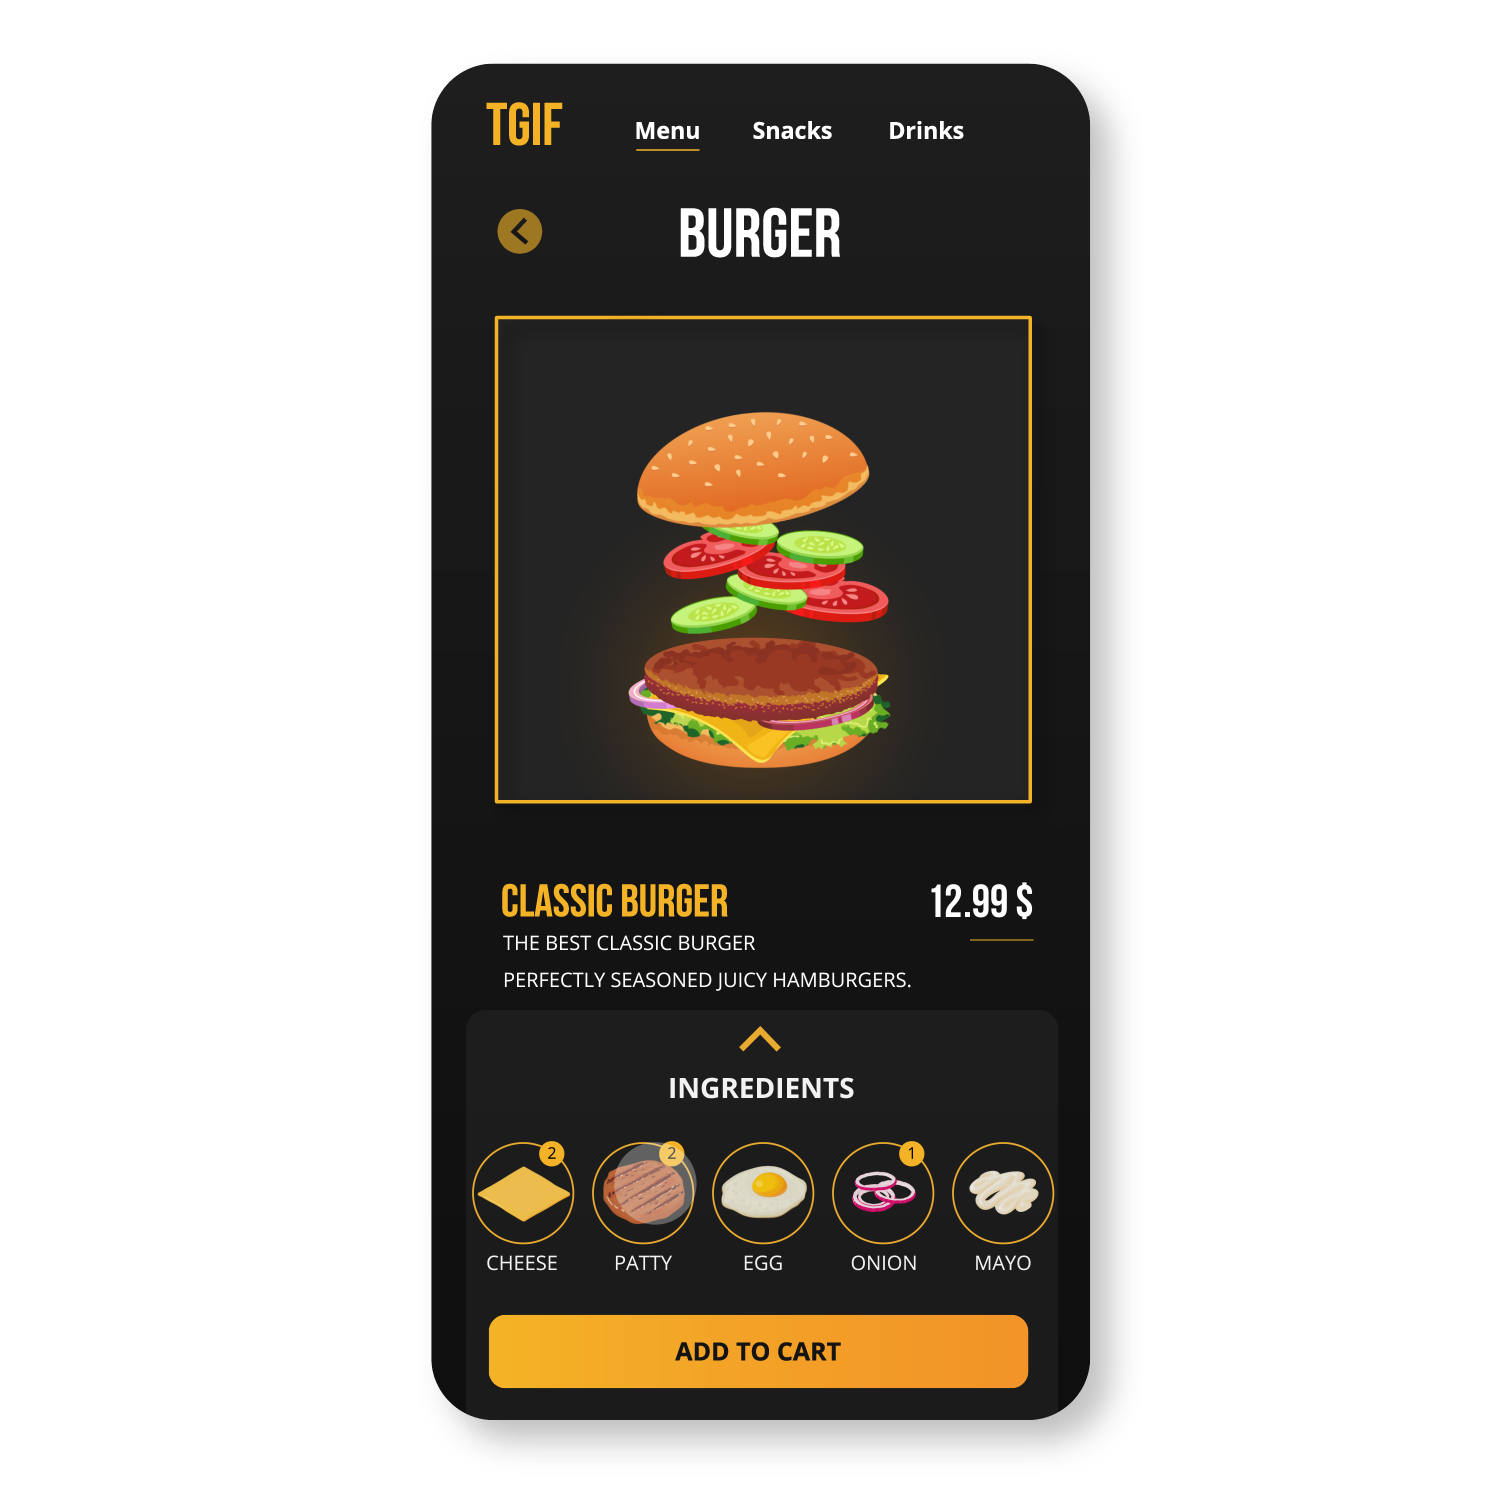 TGIF
Menu Snacks Drinks
BURGER
CLASSIC BURGER 12.99 $
THE BEST CLASSIC BURGER
PERFECTLY SEASONED JUICY HAMBURGERS.
INGREDIENTS
2 2 1
CHEESE PATTY EGG ONION MAYO
ADD TO CART